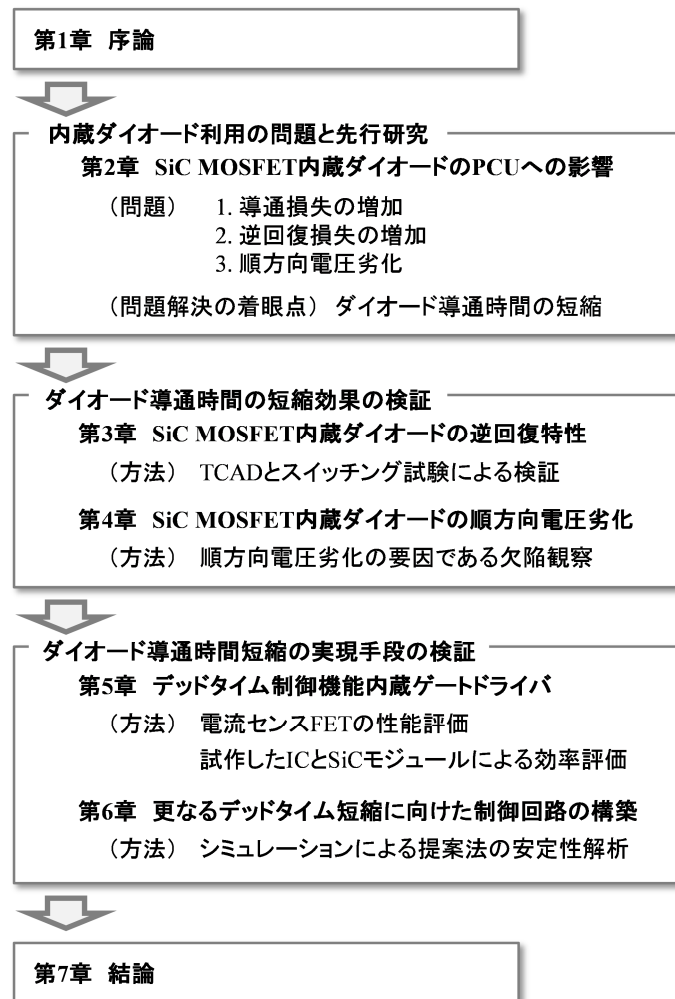 第1章 序論
内蔵ダイオード利用の問題と先行研究
第2章 SiC MOSFET内蔵ダイオードのPCUへの影響
（問題） 1. 導通損失の増加
2. 逆回復損失の増加
3. 順方向電圧劣化
（問題解決の着眼点） ダイオード導通時間の短縮
ダイオード導通時間の短縮効果の検証
第3章 SiC MOSFET内蔵ダイオードの逆回復特性
（方法） TCADとスイッチング試験による検証
第4章 SiC MOSFET内蔵ダイオードの順方向電圧劣化
（方法） 順方向電圧劣化の要因である欠陥観察
ダイオード導通時間短縮の実現手段の検証
第5章 デッドタイム制御機能内蔵ゲートドライバ
（方法） 電流センスFETの性能評価
試作したICとSiCモジュールによる効率評価
第6章 更なるデッドタイム短縮に向けた制御回路の構築
（方法） シミュレーションによる提案法の安定性解析
第7章 結論